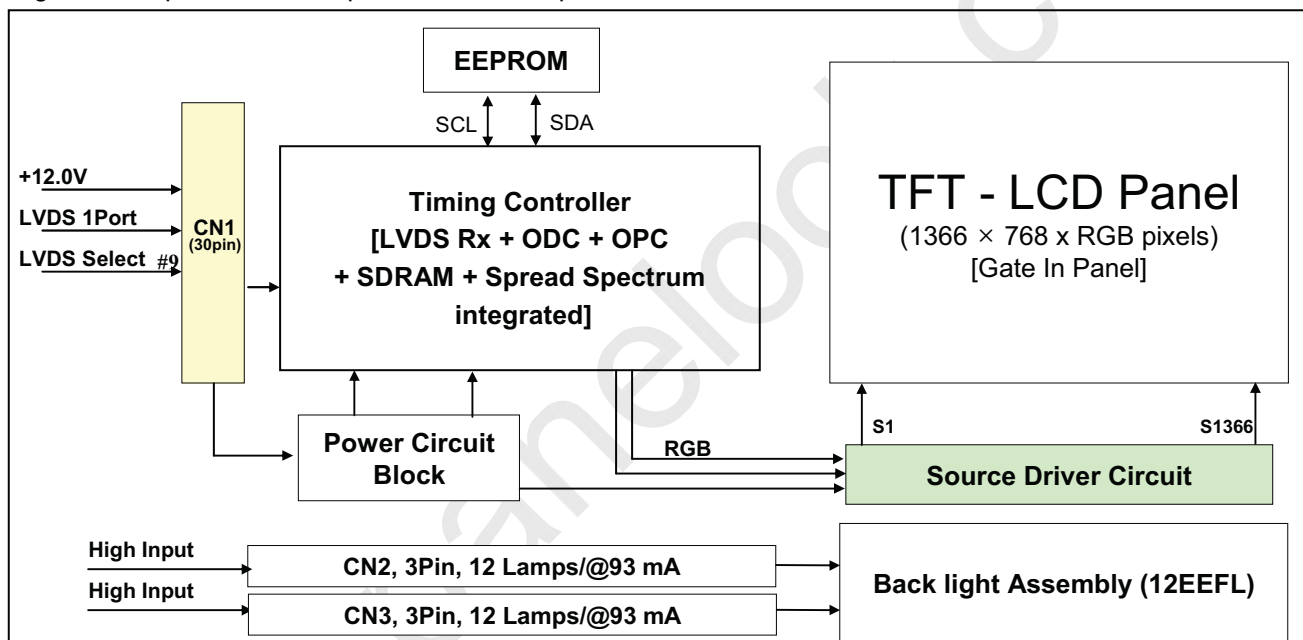 EEPROM
SCL
SDA
+12.0V
LVDS 1Port
LVDS Select #9
CN1
(30pin)
Timing Controller
[LVDS Rx + ODC + OPC
+ SDRAM + Spread Spectrum
integrated]
TFT - LCD Panel
(1366 × 768 x RGB pixels)
[Gate In Panel]
S1
S1366
Power Circuit
Block
RGB
Source Driver Circuit
High Input
CN2, 3Pin, 12 Lamps/@93 mA
High Input
CN3, 3Pin, 12 Lamps/@93 mA
Back light Assembly (12EEFL)